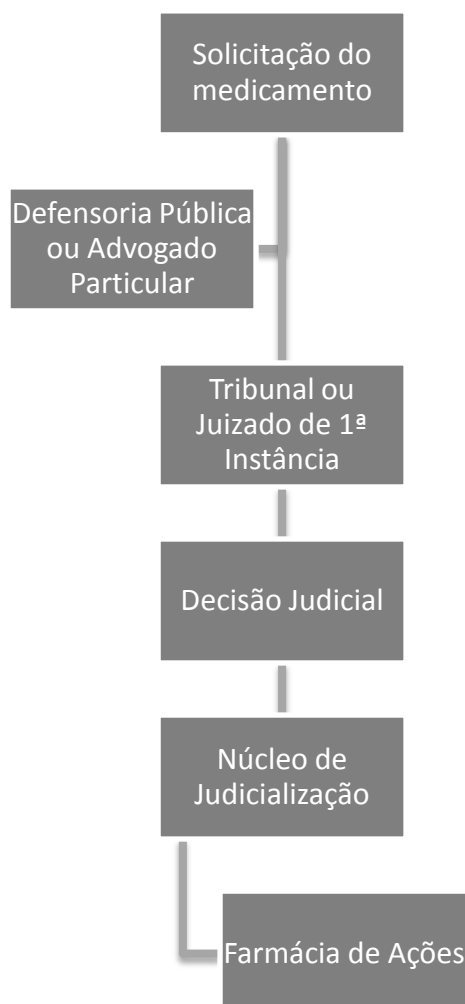 Solicitação do
medicamento
Defensoria Pública
ou Advogado
Particular
Tribunal ou
Juizado de 1ª
Instância
Decisão Judicial
Núcleo de
Judicialização
Farmácia de Ações